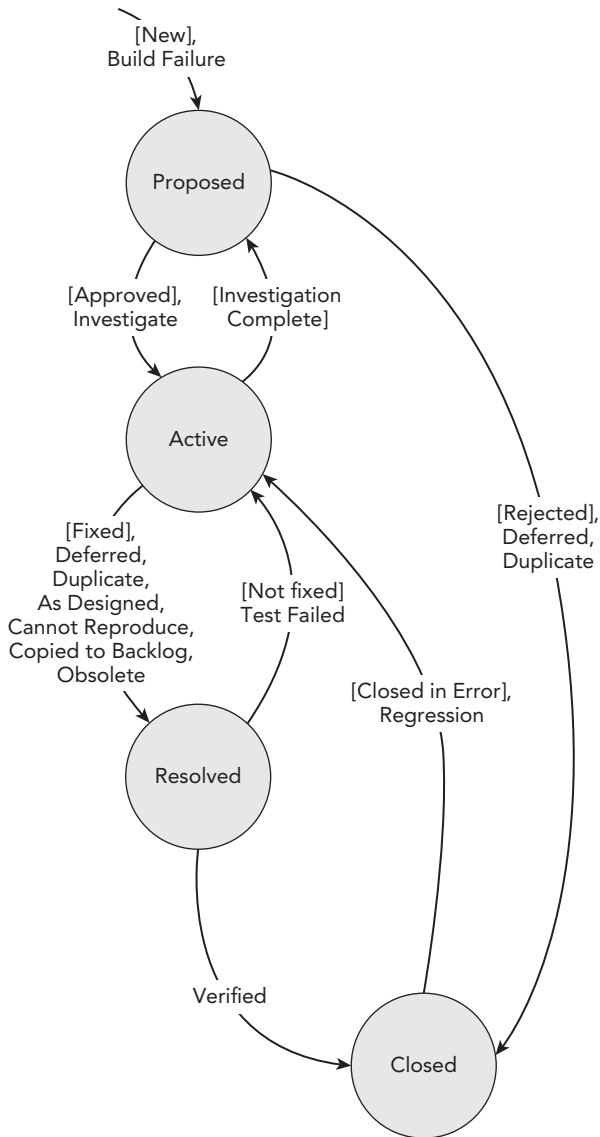 [New],
Build Failure
Proposed
[Approved],
Investigate
[Investigation
Complete]
Active
[Fixed],
Deferred,
Duplicate,
As Designed,
Cannot Reproduce,
Copied to Backlog,
Obsolete
[Not fixed]
Test Failed
[Rejected],
Deferred,
Duplicate
[Closed in Error],
Regression
Resolved
Verified
Closed